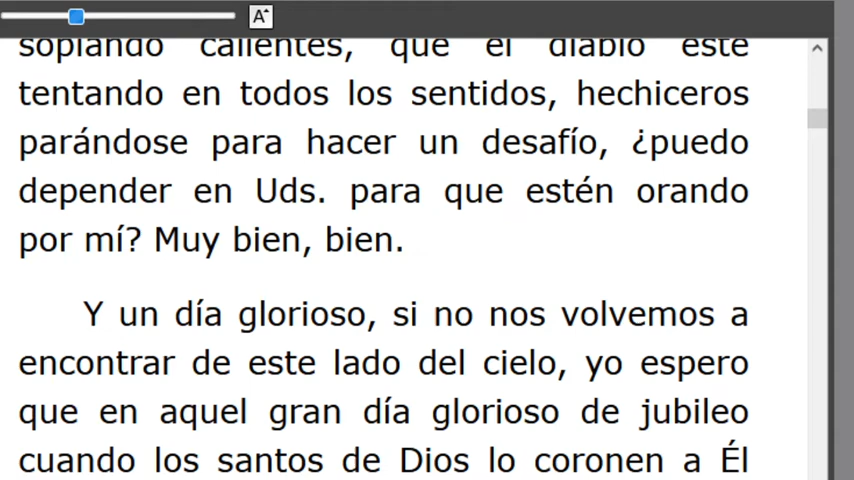 soplando calientes, que el diablo esté
tentando en todos los sentidos, hechiceros
parándose para hacer un desafío, ¿puedo
depender en Uds. para que estén orando
por mí? Muy bien, bien.
Y un día glorioso, si no nos volvemos a
encontrar de este lado del cielo, yo espero
que en aquel gran día glorioso de jubileo
cuando los santos de Dios lo coronen a Él